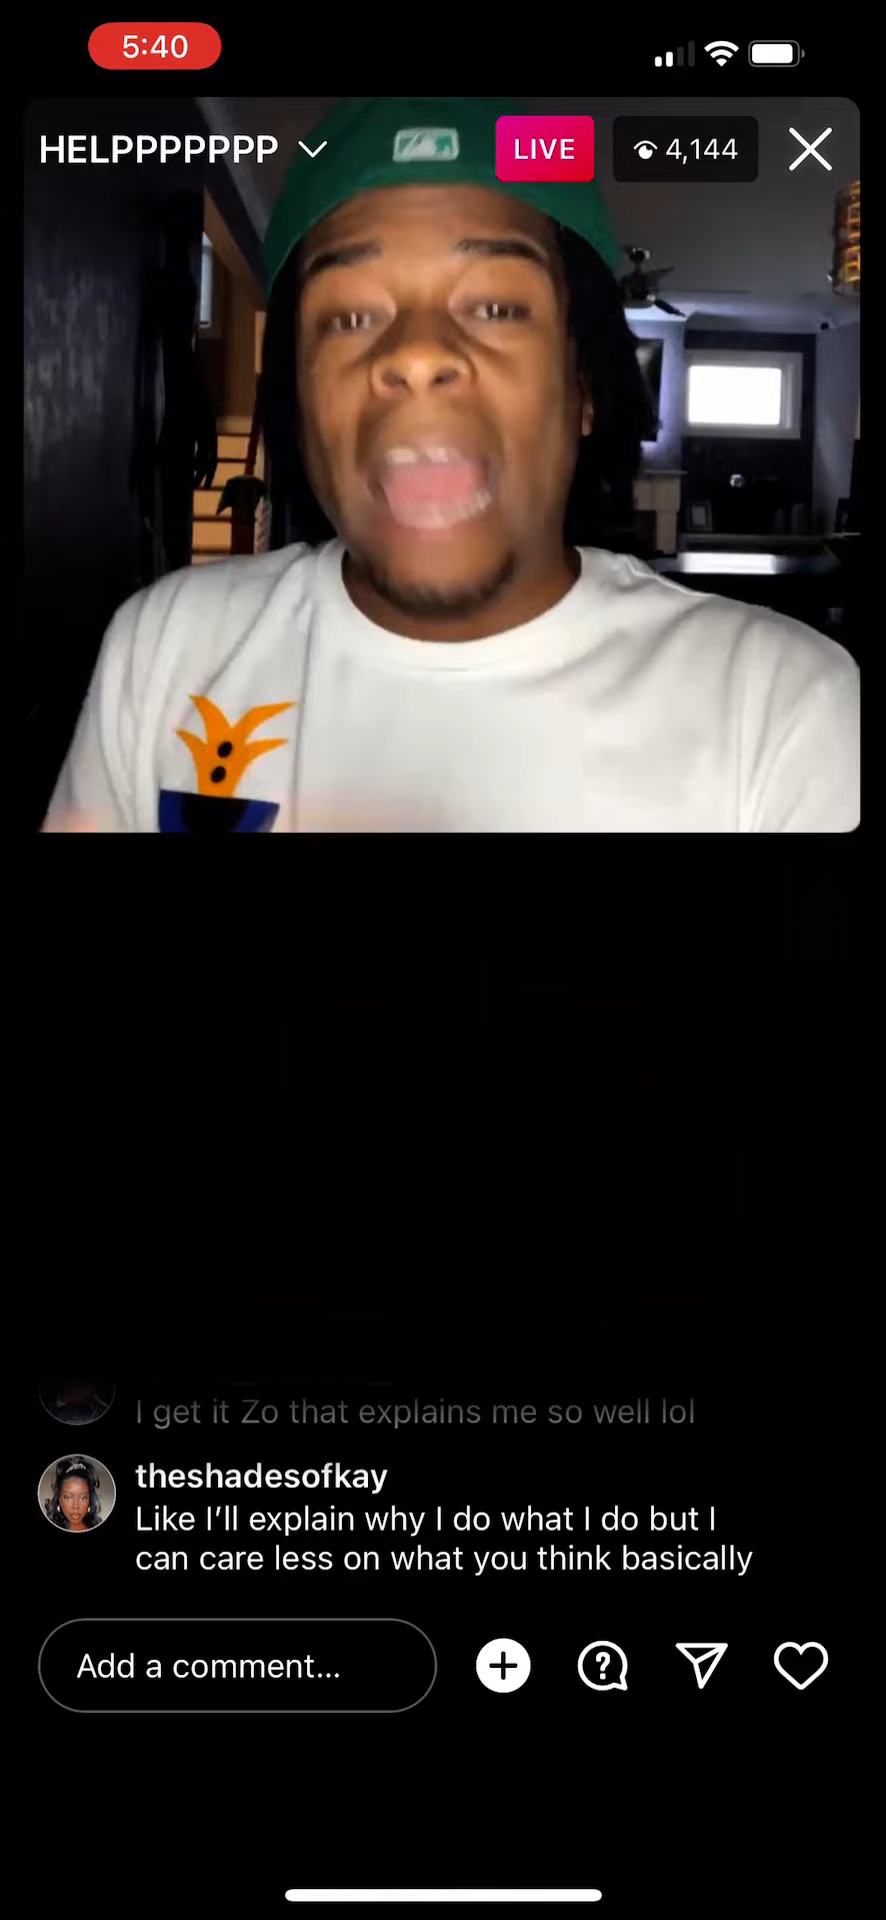 5:40
HELPPPPPPP
LIVE
4,144
I get it Zo that explains me so well lol
theshadesofkay
Like I’ll explain why I do what I do but I
can care less on what you think basically
Add a comment...